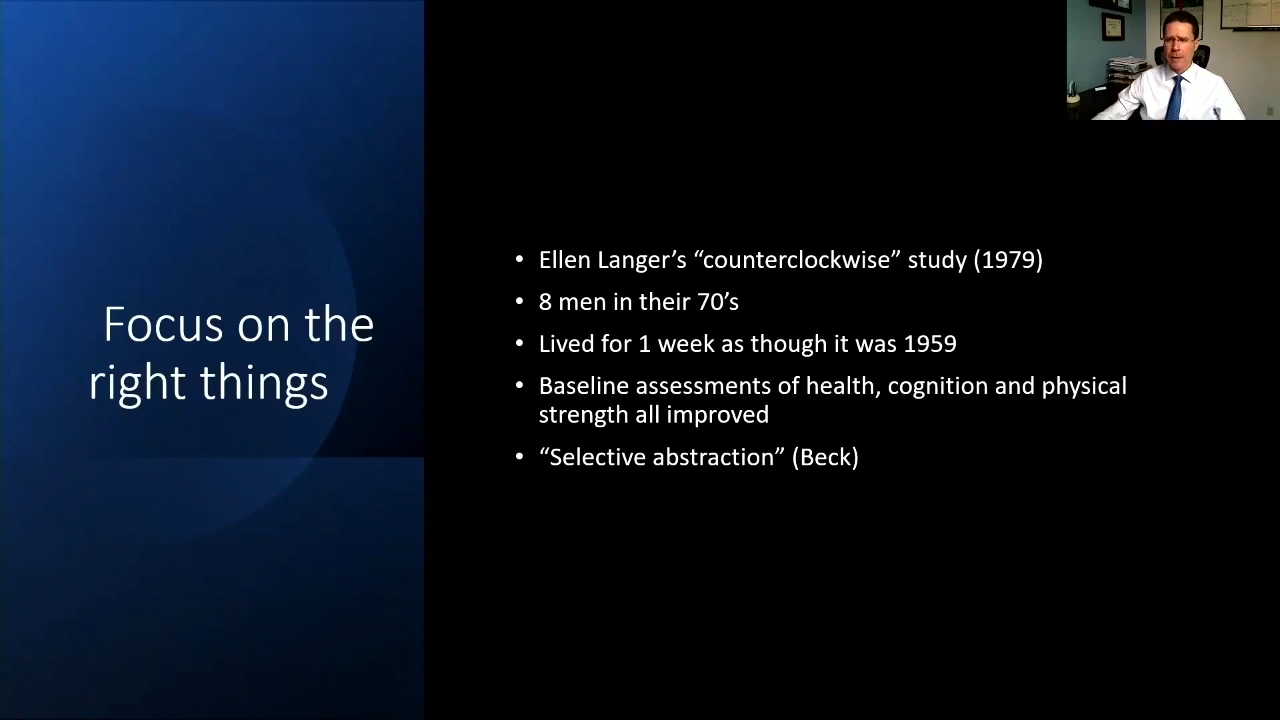 Focus on the
right things
• Ellen Langer’s “counterclockwise” study (1979)
• 8 men in their 70’s
• Lived for 1 week as though it was 1959
• Baseline assessments of health, cognition and physical
strength all improved
• “Selective abstraction” (Beck)